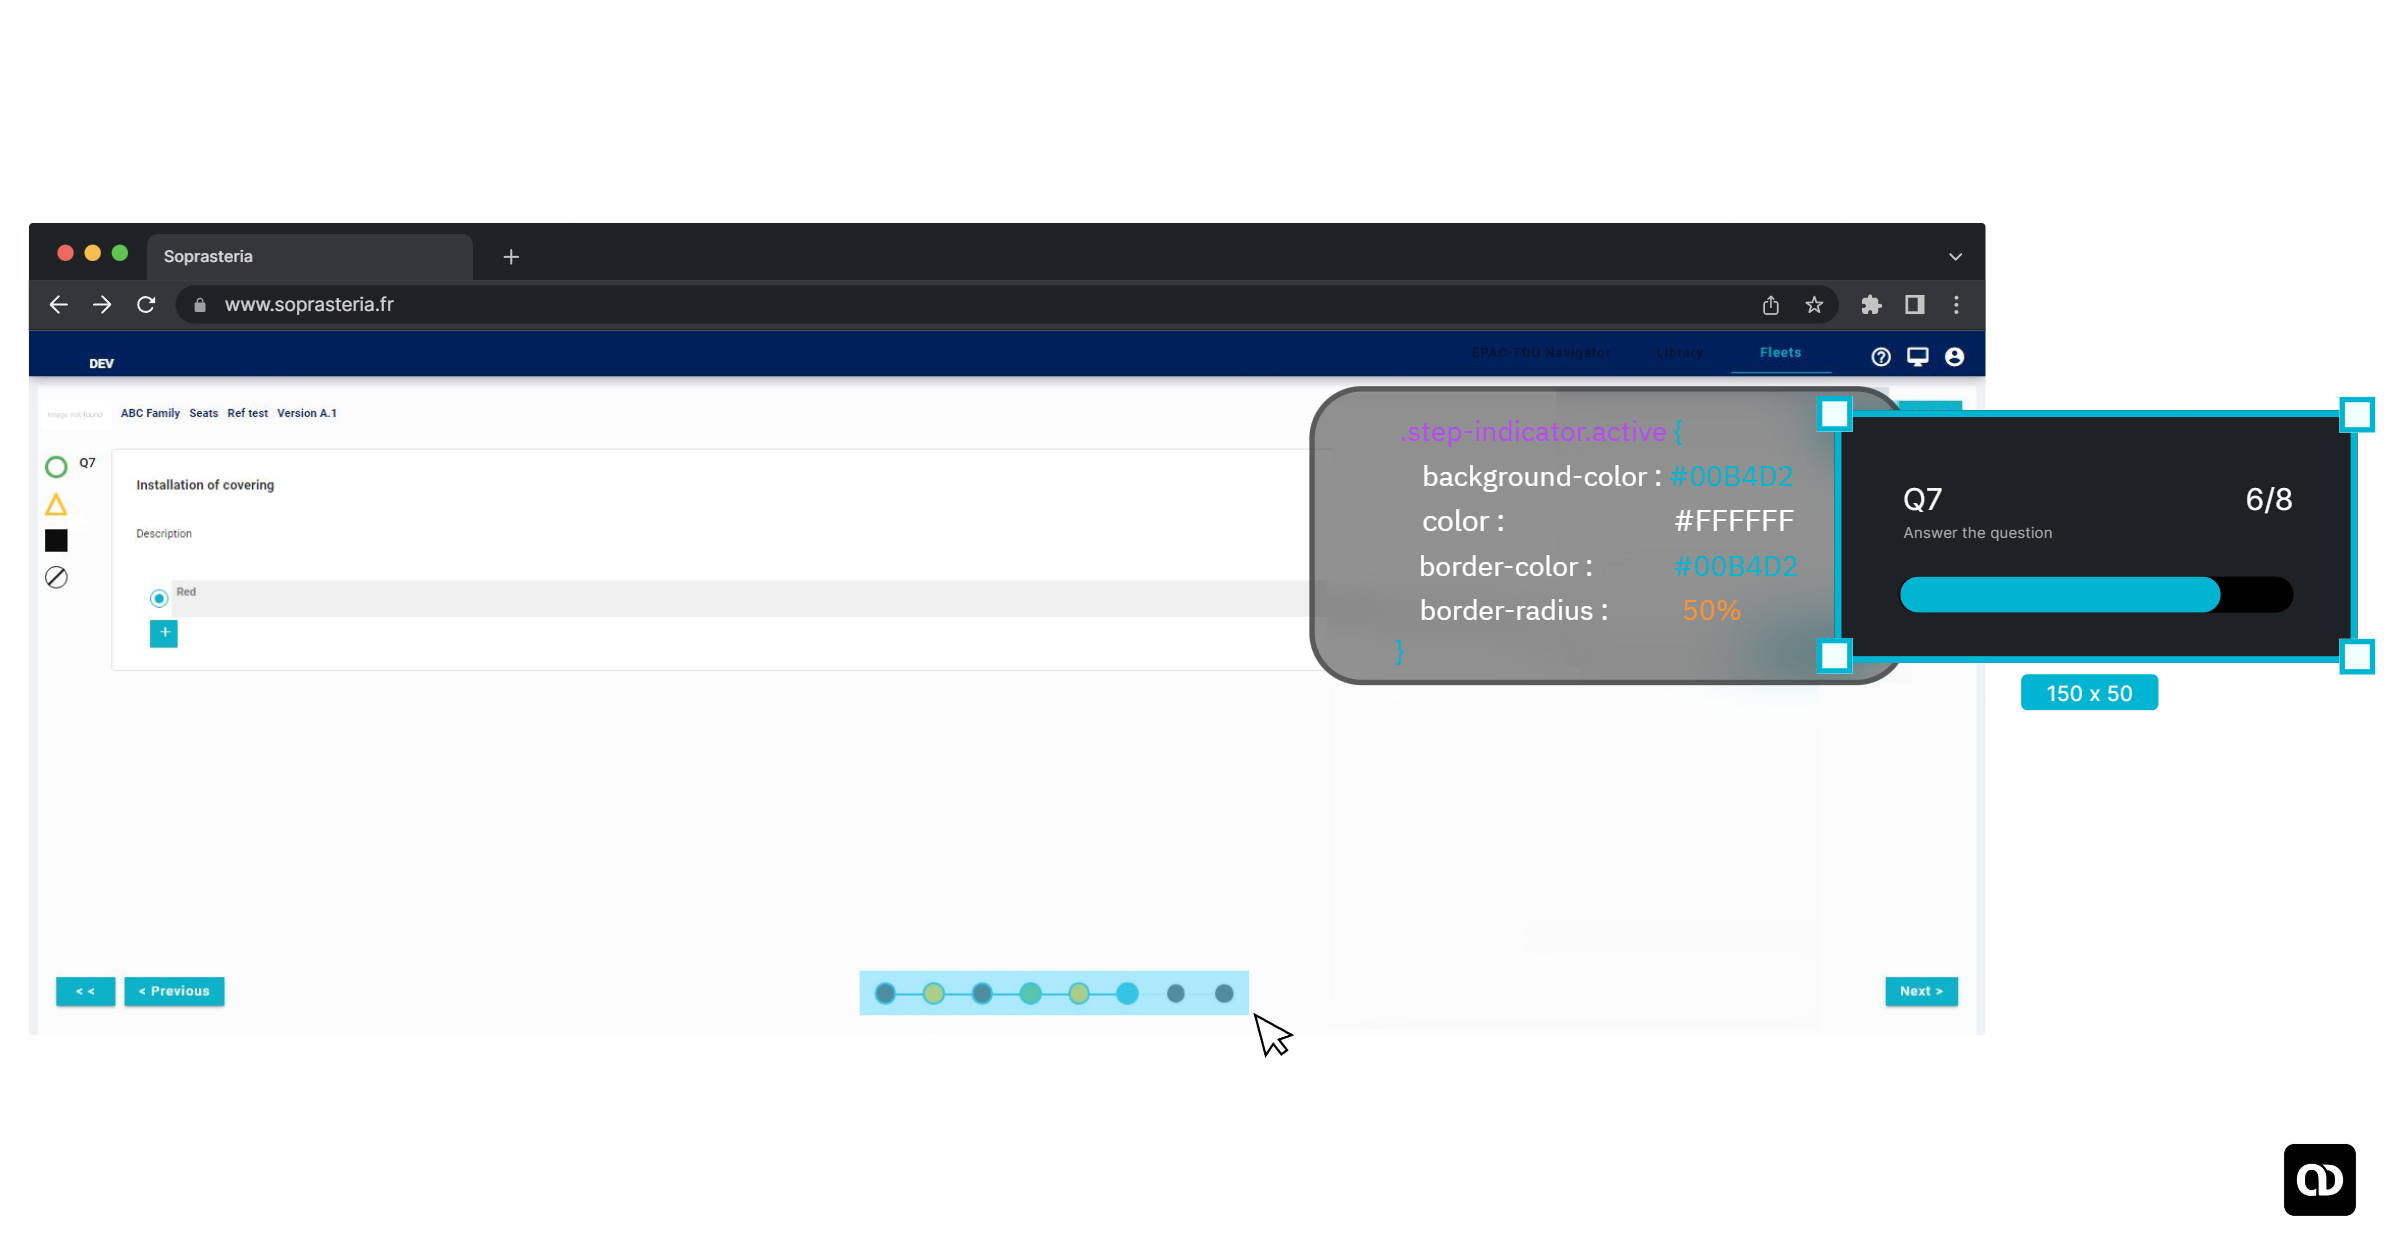 Soprasteria
www.soprasteria.fr
DEV
EPAC-TDU Navigator Library Fleets
Image not found ABC Family Seats Ref test Version A.1
Q7
Installation of covering
Description
Red
+
.step-indicator.active {
background-color : #00B4D2
color : #FFFFFF
border-color : #00B4D2
border-radius : 50%
}
Q7 6/8
Answer the question
150 x 50
< < < Previous Next >